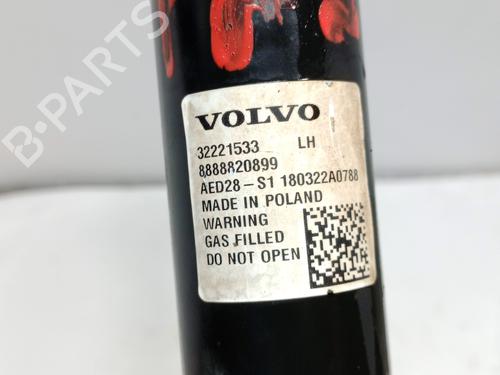 B-PARTS
VOLVO
32221533 LH
8888820899
AED28-S1 180322A0788
MADE IN POLAND
WARNING
GAS FILLED
DO NOT OPEN